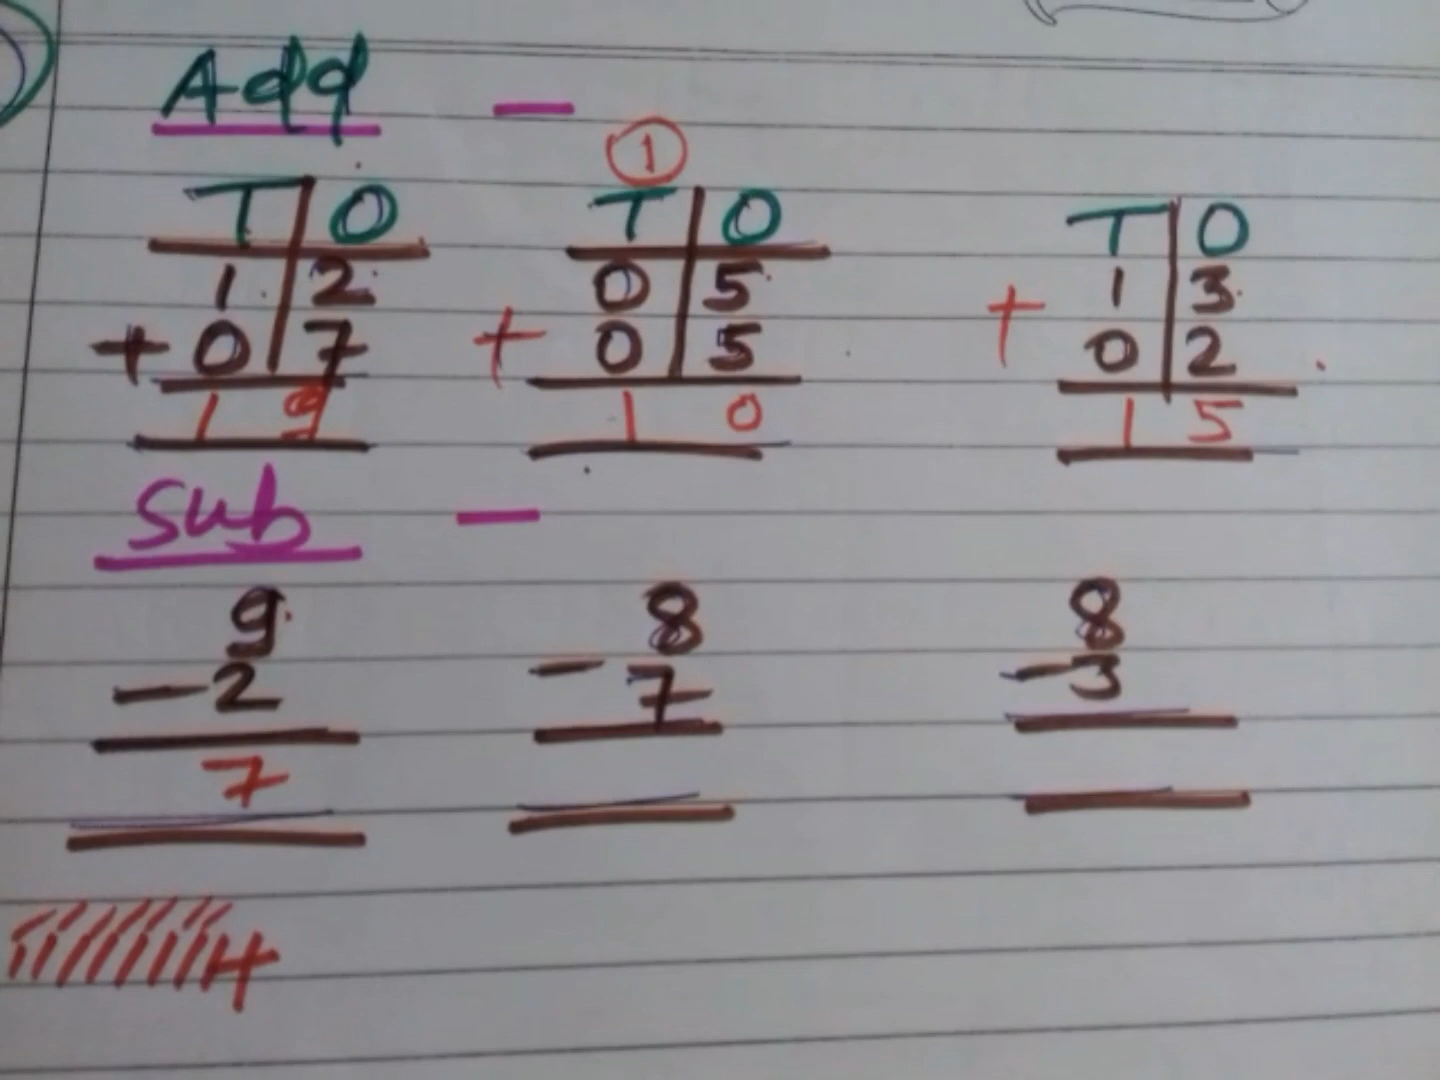 Add —
1
T O T O T O
1 2 0 5 1 3
+ 0 7 + 0 5 + 0 2
1 9 1 0 1 5
Sub —
9 8 8
- 2 - 7 - 3
7